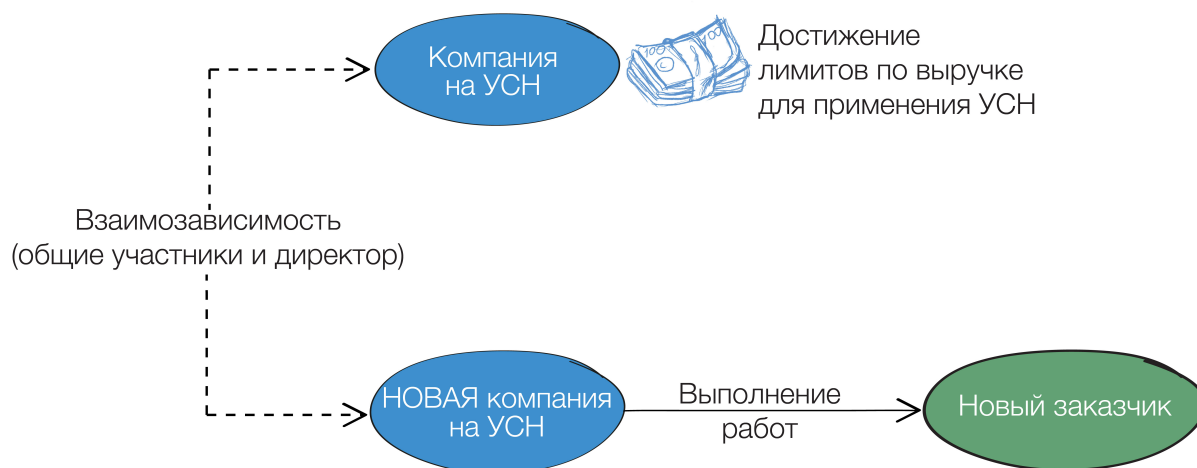 Компания
на УСН
Достижение
лимитов по выручке
для применения УСН
Взаимозависимость
(общие участники и директор)
НОВАЯ компания
на УСН
Выполнение
работ
Новый заказчик